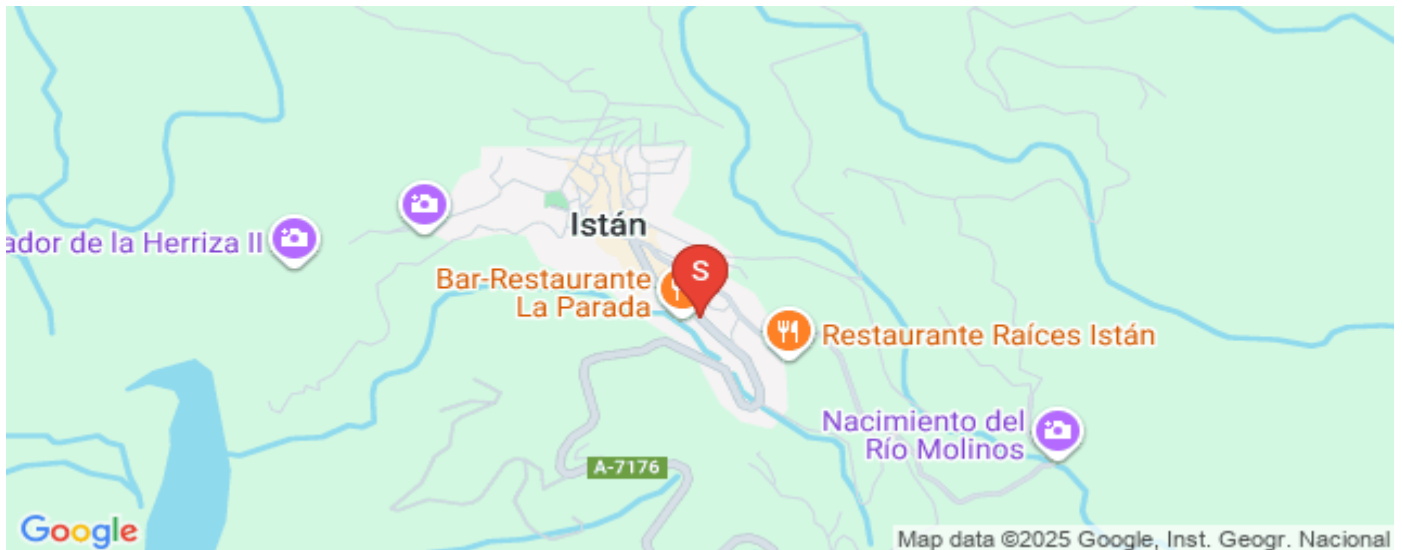 Istán
ador de la Herriza II
Bar-Restaurante
La Parada
S
Restaurante Raíces Istán
Nacimiento del
Río Molinos
A-7176
Google
Map data ©2025 Google, Inst. Geogr. Nacional